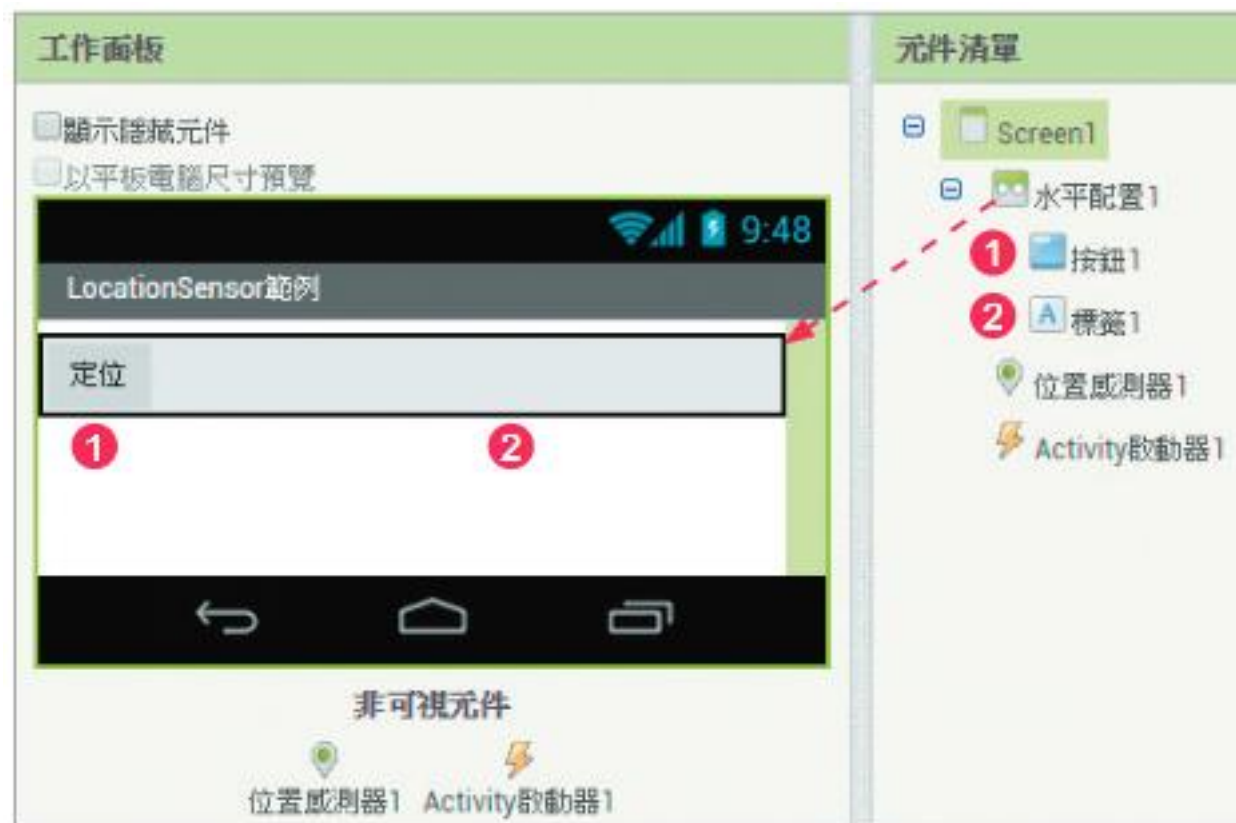 工作面板
顯示隱藏元件
以平板電腦尺寸預覽
9:48
LocationSensor範例
定位
1
2
非可視元件
位置感測器1 Activity啟動器1
元件清單
Screen1
水平配置1
1 按鈕1
2 A 標籤1
位置感測器1
Activity啟動器1